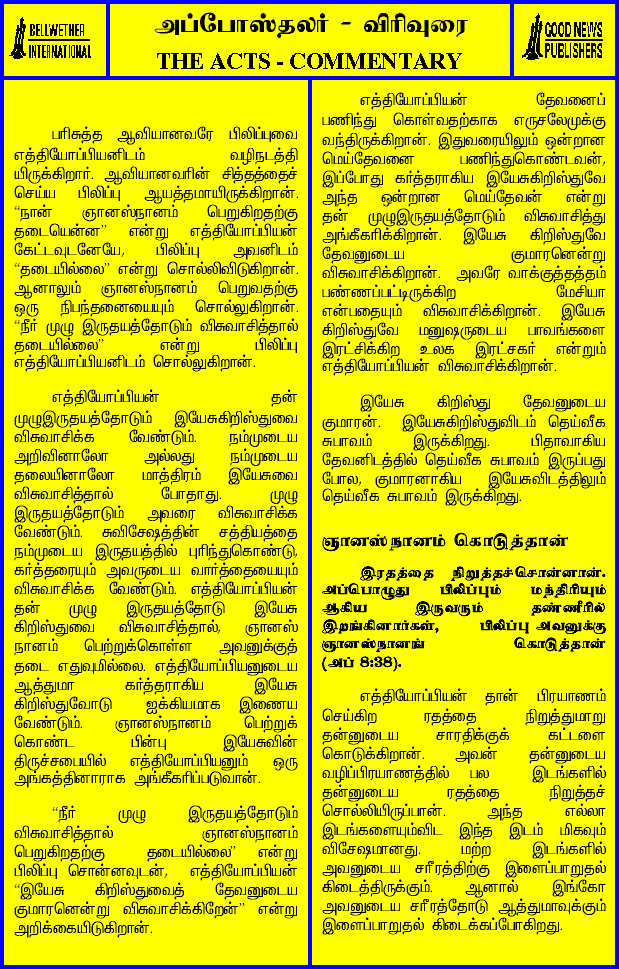 BELLWETHER
INTERNATIONAL
அப்போஸ்தலர் - விரிவுரை
THE ACTS - COMMENTARY
GOOD NEWS
PUBLISHERS
பரிசுத்த ஆவியானவரே பிலிப்புவை
எத்தியோப்பியனிடம் வழிநடத்தி
யிருக்கிறார். ஆவியானவரின் சித்தத்தைச்
செய்ய பிலிப்பு ஆயத்தமாயிருக்கிறான்.
“நான் ஞானஸ்நானம் பெறுகிறதற்கு
தடையென்ன” என்று எத்தியோப்பியன்
கேட்டவுடனேயே, பிலிப்பு அவனிடம்
“தடையில்லை” என்று சொல்லிவிடுகிறான்.
ஆனாலும் ஞானஸ்நானம் பெறுவதற்கு
ஒரு நிபந்தனையையும் சொல்லுகிறான்.
“நீர் முழு இருதயத்தோடும் விசுவாசித்தால்
தடையில்லை” என்று பிலிப்பு
எத்தியோப்பியனிடம் சொல்லுகிறான்.
எத்தியோப்பியன் தன்
முழுஇருதயத்தோடும் இயேசுகிறிஸ்துவை
விசுவாசிக்க வேண்டும். நம்முடைய
அறிவினாலோ அல்லது நம்முடைய
தலையினாலோ மாத்திரம் இயேசுவை
விசுவாசித்தால் போதாது. முழு
இருதயத்தோடும் அவரை விசுவாசிக்க
வேண்டும். சுவிசேஷத்தின் சத்தியத்தை
நம்முடைய இருதயத்தில் புரிந்துகொண்டு,
கர்த்தரையும் அவருடைய வார்த்தையையும்
விசுவாசிக்க வேண்டும். எத்தியோப்பியன்
தன் முழு இருதயத்தோடு இயேசு
கிறிஸ்துவை விசுவாசித்தால், ஞானஸ்
நானம் பெற்றுக்கொள்ள அவனுக்குத்
தடை எதுவுமில்லை. எத்தியோப்பியனுடைய
ஆத்துமா கர்த்தராகிய இயேசு
கிறிஸ்துவோடு ஐக்கியமாக இணைய
வேண்டும். ஞானஸ்நானம் பெற்றுக்
கொண்ட பின்பு இயேசுவின்
திருச்சபையில் எத்தியோப்பியனும் ஒரு
அங்கத்தினாராக அங்கீகரிப்படுவான்.
“நீர் முழு இருதயத்தோடும்
விசுவாசித்தால் ஞானஸ்நானம்
பெறுகிறதற்கு தடையில்லை” என்று
பிலிப்பு சொன்னவுடன், எத்தியோப்பியன்
“இயேசு கிறிஸ்துவைத் தேவனுடைய
குமாரனென்று விசுவாசிக்கிறேன்” என்று
அறிக்கையிடுகிறான்.
எத்தியோப்பியன் தேவனைப்
பணிந்து கொள்வதற்காக எருசலேமுக்கு
வந்திருக்கிறான். இதுவரையிலும் ஒன்றான
மெய்தேவனை பணிந்துகொண்டவன்,
இப்போது கர்த்தராகிய இயேசுகிறிஸ்துவே
அந்த ஒன்றான மெய்தேவன் என்று
தன் முழுஇருதயத்தோடும் விசுவாசித்து
அங்கீகரிக்கிறான். இயேசு கிறிஸ்துவே
தேவனுடைய குமாரனென்று
விசுவாசிக்கிறான். அவரே வாக்குத்தத்தம்
பண்ணப்பட்டிருக்கிற மேசியா
என்பதையும் விசுவாசிக்கிறான். இயேசு
கிறிஸ்துவே மனுஷருடைய பாவங்களை
இரட்சிக்கிற உலக இரட்சகர் என்றும்
எத்தியோப்பியன் விசுவாசிக்கிறான்.
இயேசு கிறிஸ்து தேவனுடைய
குமாரன். இயேசுகிறிஸ்துவிடம் தெய்வீக
சுபாவம் இருக்கிறது. பிதாவாகிய
தேவனிடத்தில் தெய்வீக சுபாவம் இருப்பது
போல, குமாரனாகிய இயேசுவிடத்திலும்
தெய்வீக சுபாவம் இருக்கிறது.
ஞானஸ்நானம் கொடுத்தான்
இரதத்தை நிறுத்தச்சொன்னான்.
அப்பொழுது பிலிப்பும் மந்திரியும்
ஆகிய இருவரும் தண்ணீரில்
இறங்கினார்கள், பிலிப்பு அவனுக்கு
ஞானஸ்நானங் கொடுத்தான்
(அப் 8:38).
எத்தியோப்பியன் தான் பிரயாணம்
செய்கிற ரதத்தை நிறுத்துமாறு
தன்னுடைய சாரதிக்குக் கட்டளை
கொடுக்கிறான். அவன் தன்னுடைய
வழிப்பிரயாணத்தில் பல இடங்களில்
தன்னுடைய ரதத்தை நிறுத்தச்
சொல்லியிருப்பான். அந்த எல்லா
இடங்களையும்விட இந்த இடம் மிகவும்
விசேஷமானது. மற்ற இடங்களில்
அவனுடைய சரீரத்திற்கு இளைப்பாறுதல்
கிடைத்திருக்கும். ஆனால் இங்கோ
அவனுடைய சரீரத்தோடு ஆத்துமாவுக்கும்
இளைப்பாறுதல் கிடைக்கப்போகிறது.